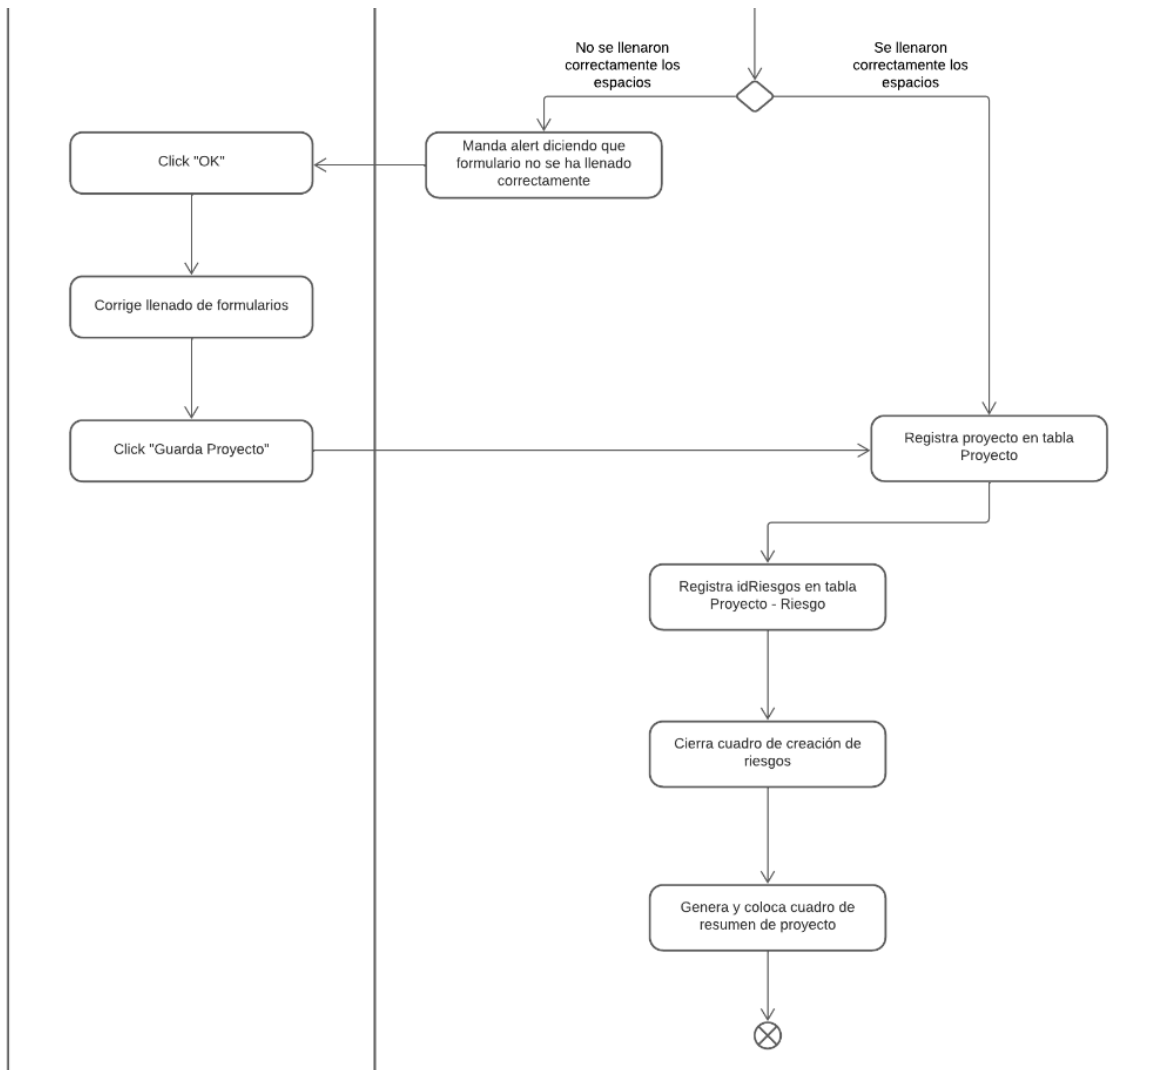 No se llenaron
correctamente los
espacios
Se llenaron
correctamente los
espacios
Click "OK"
Manda alert diciendo que
formulario no se ha llenado
correctamente
Corrige llenado de formularios
Click "Guarda Proyecto"
Registra proyecto en tabla
Proyecto
Registra idRiesgos en tabla
Proyecto - Riesgo
Cierra cuadro de creación de
riesgos
Genera y coloca cuadro de
resumen de proyecto